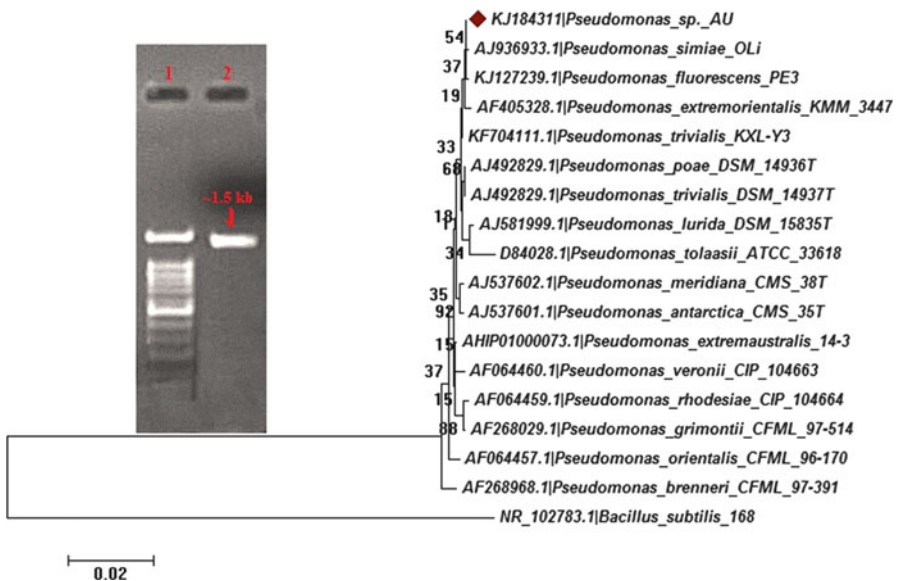 1 2
~1.5 kb
KJ184311|Pseudomonas_sp._AU
54
AJ936933.1|Pseudomonas_simiae_OLi
37
KJ127239.1|Pseudomonas_fluorescens_PE3
19
AF405328.1|Pseudomonas_extremorientalis_KMM_3447
KF704111.1|Pseudomonas_trivialis_KXL-Y3
33
AJ492829.1|Pseudomonas_poae_DSM_14936T
68
AJ492829.1|Pseudomonas_trivialis_DSM_14937T
18
AJ581999.1|Pseudomonas_lurida_DSM_15835T
34
D84028.1|Pseudomonas_tolaasii_ATCC_33618
AJ537602.1|Pseudomonas_meridiana_CMS_38T
35
92
AJ537601.1|Pseudomonas_antarctica_CMS_35T
15
AHIP01000073.1|Pseudomonas_extremaustralis_14-3
37
AF064460.1|Pseudomonas_veronii_CIP_104663
15
AF064459.1|Pseudomonas_rhodesiae_CIP_104664
88
AF268029.1|Pseudomonas_grimontii_CFML_97-514
AF064457.1|Pseudomonas_orientalis_CFML_96-170
AF268968.1|Pseudomonas_brenneri_CFML_97-391
NR_102783.1|Bacillus_subtilis_168
0.02